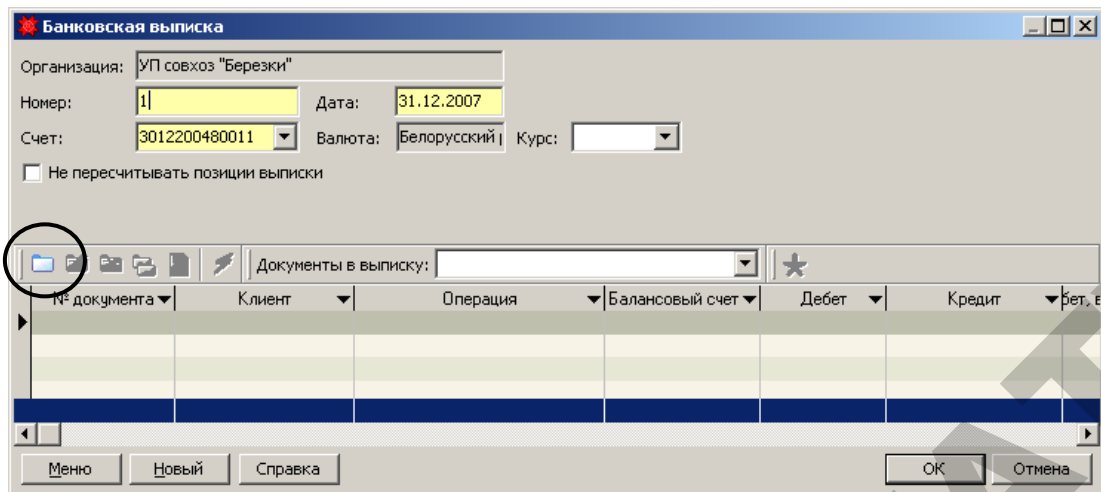 Банковская выписка
Организация: УП совхоз "Березки"
Номер: 1 Дата: 31.12.2007
Счет: 3012200480011 Валюта: Белорусский Курс:
Не пересчитывать позиции выписки
Документы в выписку:
№ документа Клиент Операция Балансовый счет Дебет Кредит бет, в
Меню Новый Справка ОК Отмена